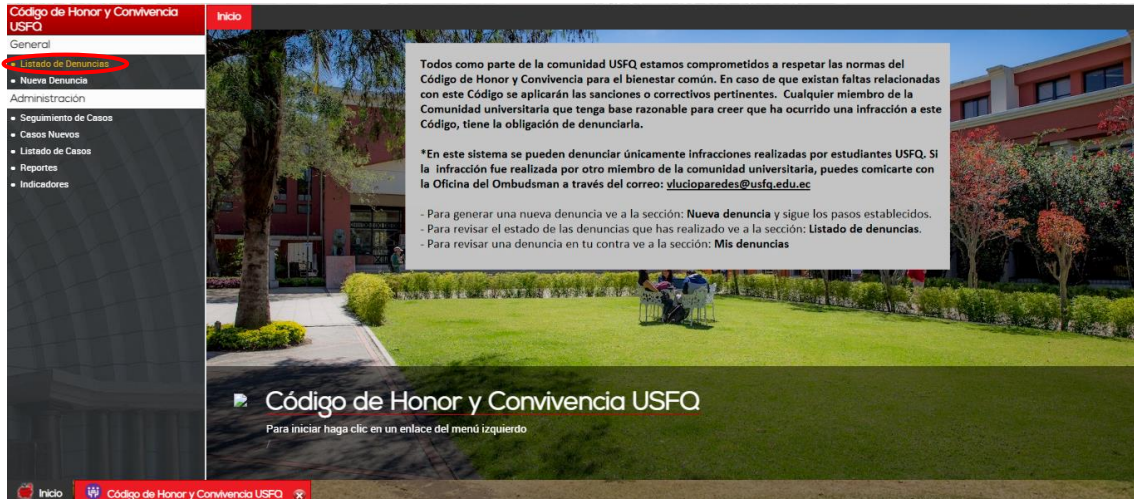 Código de Honor y Convivencia
USFQ
General
Listado de Denuncias
Nueva Denuncia
Administración
Seguimiento de Casos
Casos Nuevos
Listado de Casos
Reportes
Indicadores
Inicio
Todos como parte de la comunidad USFQ estamos comprometidos a respetar las normas del
Código de Honor y Convivencia para el bienestar común. En caso de que existan faltas relacionadas
con este Código se aplicarán las sanciones o correctivos pertinentes. Cualquier miembro de la
Comunidad universitaria que tenga base razonable para creer que ha ocurrido una infracción a este
Código, tiene la obligación de denunciarla.
*En este sistema se pueden denunciar únicamente infracciones realizadas por estudiantes USFQ. Si
la infracción fue realizada por otro miembro de la comunidad universitaria, puedes comicarte con
la Oficina del Ombudsman a través del correo: vlucioparedes@usfq.edu.ec
- Para generar una nueva denuncia ve a la sección: Nueva denuncia y sigue los pasos establecidos.
- Para revisar el estado de las denuncias que has realizado ve a la sección: Listado de denuncias.
- Para revisar una denuncia en tu contra ve a la sección: Mis denuncias
Código de Honor y Convivencia USFQ
Para iniciar haga clic en un enlace del menú izquierdo
/
Inicio
Código de Honor y Convivencia USFQ